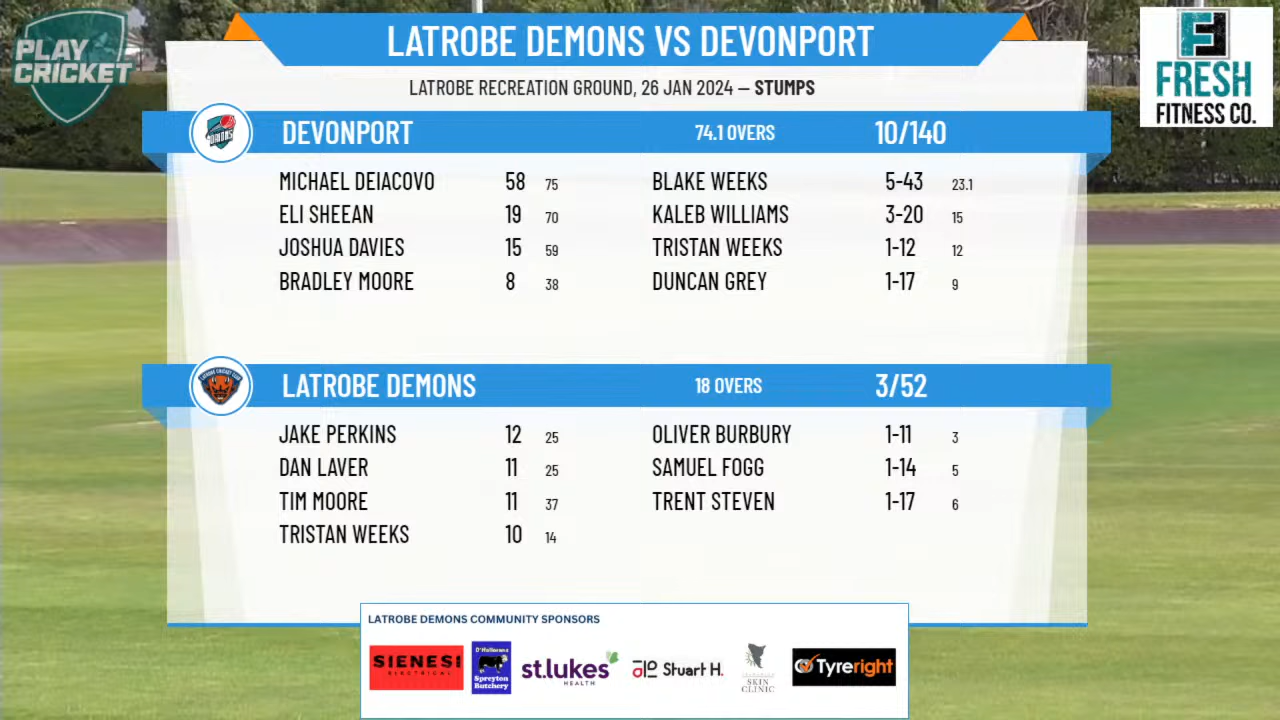 PLAY CRICKET
LATROBE DEMONS VS DEVONPORT
LATROBE RECREATION GROUND, 26 JAN 2024 – STUMPS
FRESH
FITNESS CO.
DEVONPORT 74.1 OVERS 10/140
MICHAEL DEIACOVO 58 75 BLAKE WEEKS 5-43 23.1
ELI SHEEAN 19 70 KALEB WILLIAMS 3-20 15
JOSHUA DAVIES 15 59 TRISTAN WEEKS 1-12 12
BRADLEY MOORE 8 38 DUNCAN GREY 1-17 9
LATROBE DEMONS 18 OVERS 3/52
JAKE PERKINS 12 25 OLIVER BURBURY 1-11 3
DAN LAVER 11 25 SAMUEL FOGG 1-14 5
TIM MOORE 11 37 TRENT STEVEN 1-17 6
TRISTAN WEEKS 10 14
LATROBE DEMONS COMMUNITY SPONSORS
SIENESI
ELECTRICAL
D'Hallorans
Spreyton
Butchery
st.lukes
HEALTH
Stuart H.
SKIN
CLINIC
Tyreright